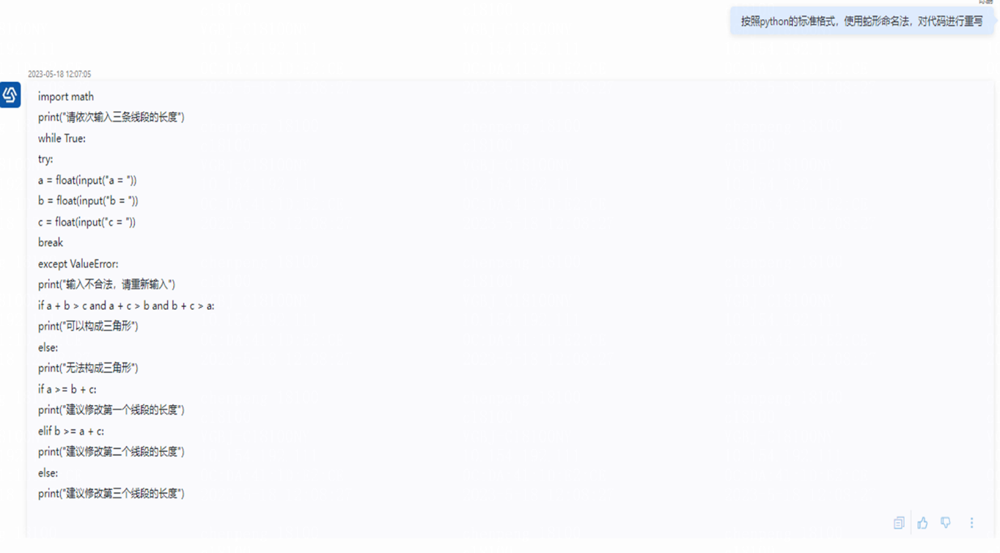 按照python的标准格式，使用蛇形命名法，对代码进行重写
2023-05-18 12:07:05
import math
print("请依次输入三条线段的长度")
while True:
try:
a = float(input("a = "))
b = float(input("b = "))
c = float(input("c = "))
break
except ValueError:
print("输入不合法，请重新输入")
if a + b > c and a + c > b and b + c > a:
print("可以构成三角形")
else:
print("无法构成三角形")
if a >= b + c:
print("建议修改第一个线段的长度")
elif b >= a + c:
print("建议修改第二个线段的长度")
else:
print("建议修改第三个线段的长度")